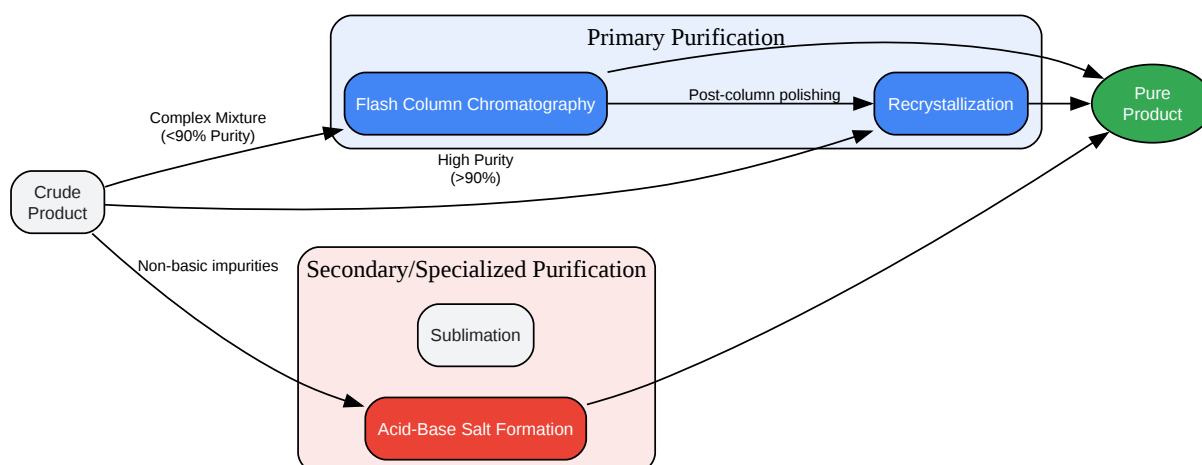 Primary Purification
Flash Column Chromatography
Post-column polishing
Recrystallization
Pure
Product
Complex Mixture
(<90% Purity)
High Purity
(>90%)
Crude
Product
Non-basic impurities
Secondary/Specialized Purification
Sublimation
Acid-Base Salt Formation